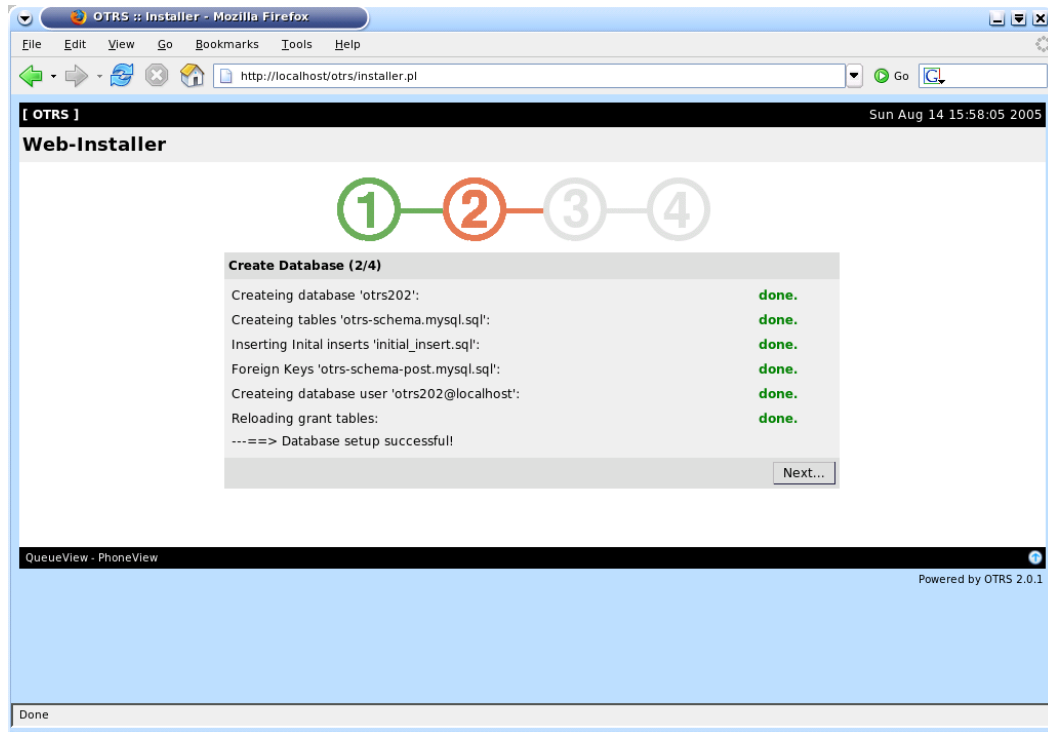 OTRS :: Installer - Mozilla Firefox
File Edit View Go Bookmarks Tools Help
http://localhost/otrs/installer.pl Go G
[ OTRS ] Sun Aug 14 15:58:05 2005
Web-Installer
1 2 3 4
Create Database (2/4)
Createing database 'otrs202': done.
Createing tables 'otrs-schema.mysql.sql': done.
Inserting Inital inserts 'initial_insert.sql': done.
Foreign Keys 'otrs-schema-post.mysql.sql': done.
Createing database user 'otrs202@localhost': done.
Reloading grant tables: done.
---==> Database setup successful!
Next...
QueueView - PhoneView
Powered by OTRS 2.0.1
Done